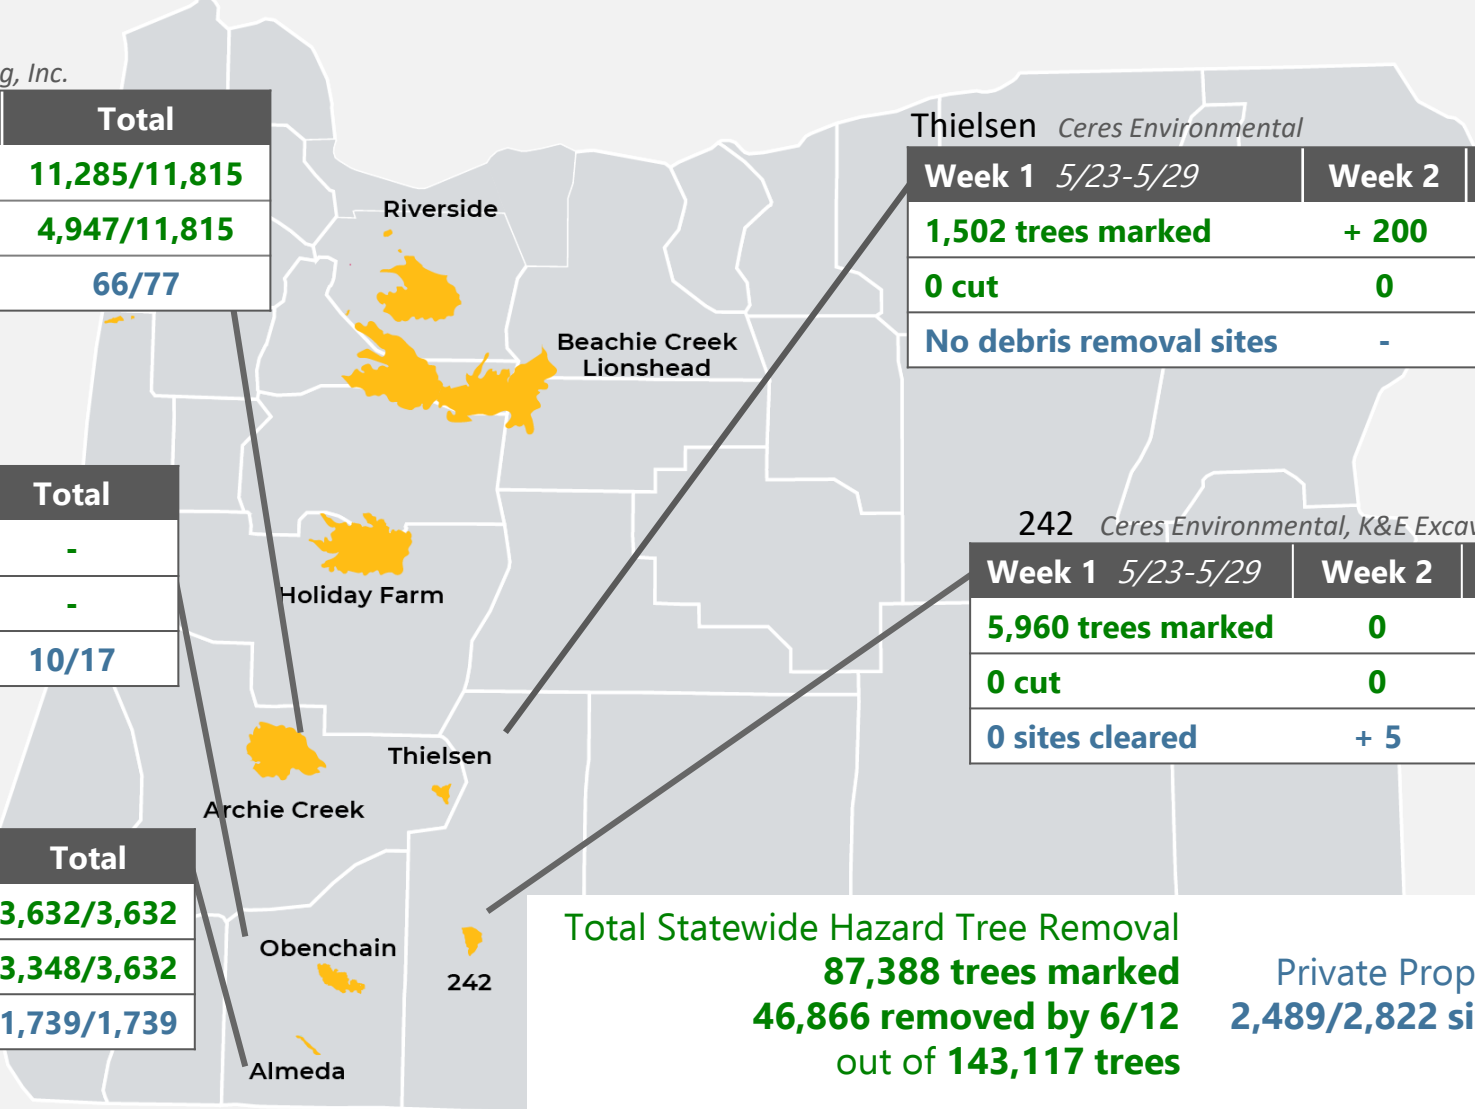 g, Inc.
Total
11,285/11,815
4,947/11,815
66/77
Thielsen Ceres Environmental
Week 1 5/23-5/29 Week 2
1,502 trees marked + 200
0 cut 0
No debris removal sites -
Riverside
Beachie Creek
Lionshead
Total
-
-
10/17
242 Ceres Environmental, K&E Excav
Week 1 5/23-5/29 Week 2
5,960 trees marked 0
0 cut 0
0 sites cleared + 5
Holiday Farm
Thielsen
Archie Creek
Total
3,632/3,632
3,348/3,632
1,739/1,739
Obenchain
242
Almeda
Total Statewide Hazard Tree Removal
87,388 trees marked
46,866 removed by 6/12
out of 143,117 trees
Private Prop
2,489/2,822 si